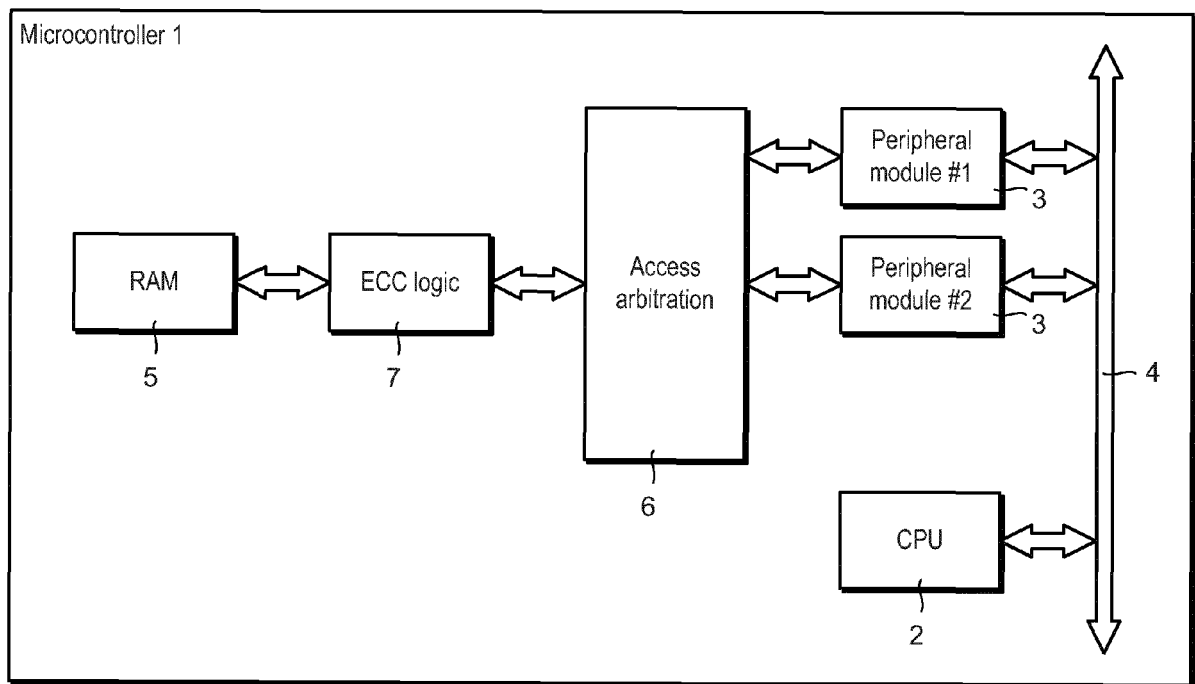 Microcontroller 1
Peripheral
module #1
3
RAM
5
ECC logic
7
Access
arbitration
6
Peripheral
module #2
3
4
CPU
2